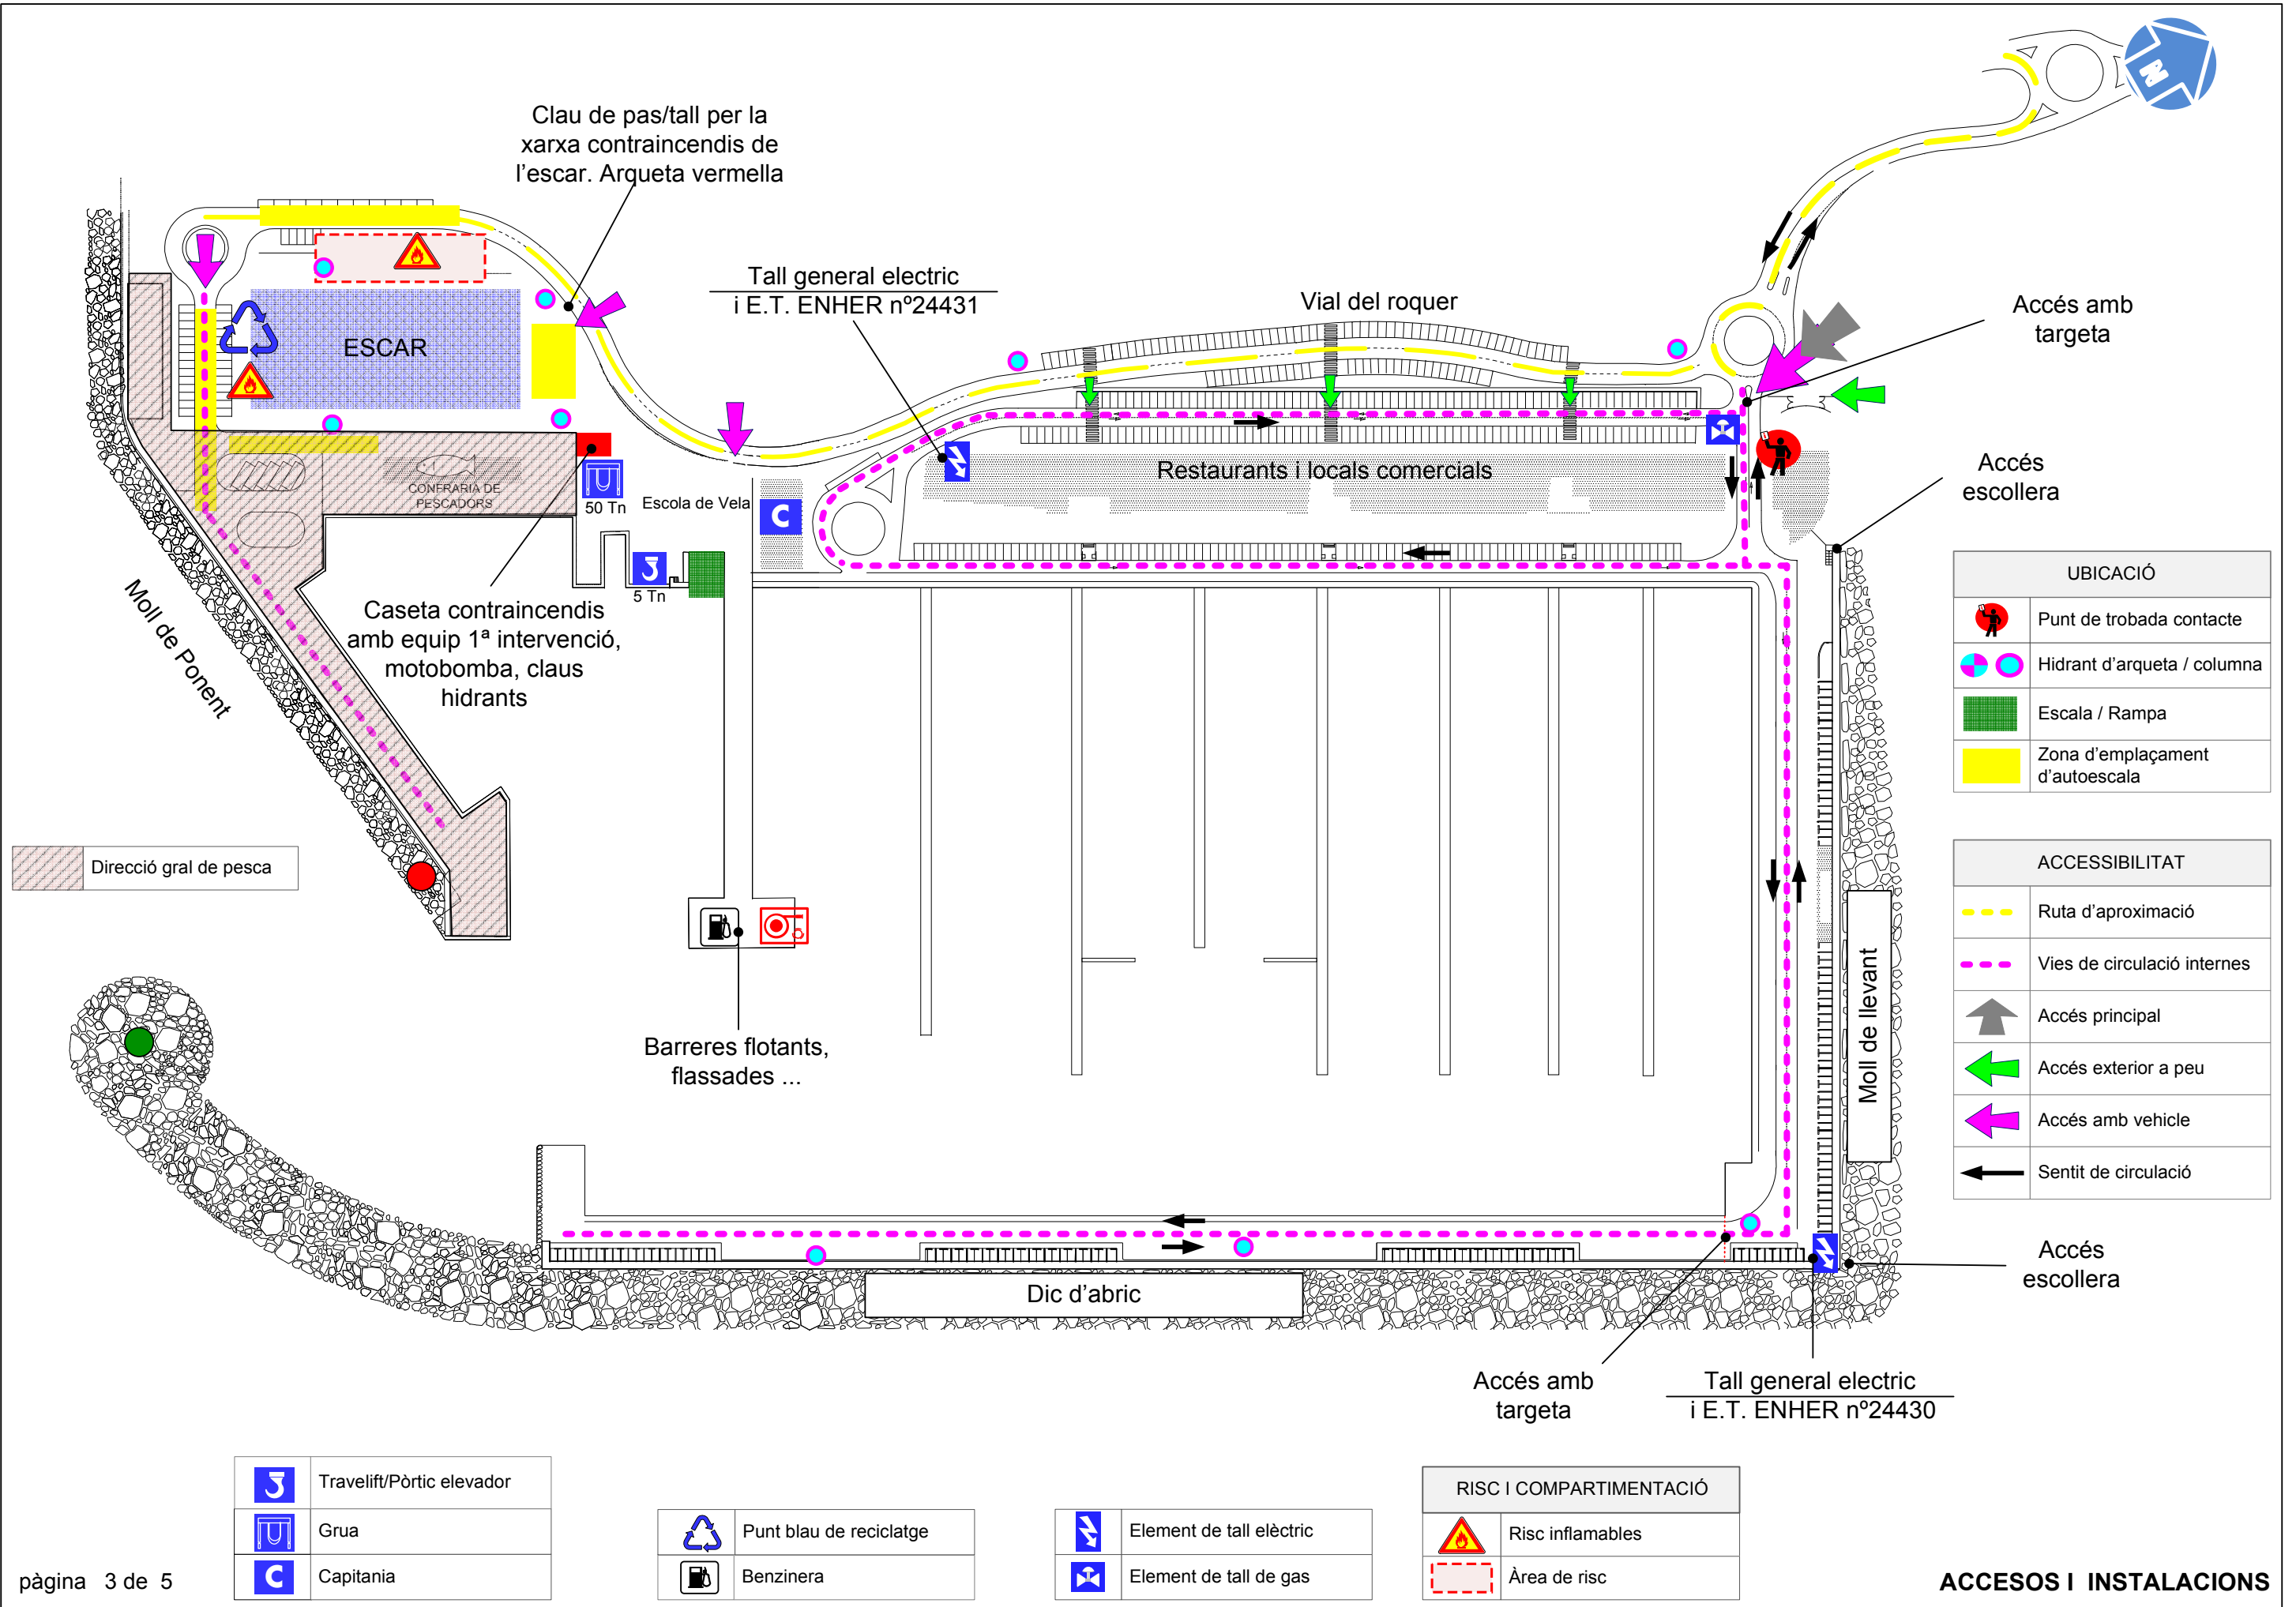 Clau de pas/tall per la
xarxa contraincendis de
l'escar. Arqueta vermella
Tall general electric
i E.T. ENHER nº24431
Vial del roquer
Accés amb
targeta
ESCAR
Restaurants i locals comercials
Accés
escollera
CONFRARIA DE
PESCADORS
50 Tn
Escola de Vela
C
5 Tn
Moll de Ponent
Caseta contraincendis
amb equip 1ª intervenció,
motobomba, claus
hidrants
UBICACIÓ
Punt de trobada contacte
Hidrant d'arqueta / columna
Escala / Rampa
Zona d'emplaçament
d'autoescala
Direcció gral de pesca
ACCESSIBILITAT
Ruta d'aproximació
Vies de circulació internes
Accés principal
Accés exterior a peu
Accés amb vehicle
Sentit de circulació
Moll de llevant
Barreres flotants,
flassades ...
Dic d'abric
Accés
escollera
Accés amb
targeta
Tall general electric
i E.T. ENHER nº24430
Travelift/Pòrtic elevador
Grua
C Capitania
Punt blau de reciclatge
Benzinera
Element de tall elèctric
Element de tall de gas
RISC I COMPARTIMENTACIÓ
Risc inflamables
Àrea de risc
pàgina 3 de 5
ACCESOS I INSTALACIONS
N